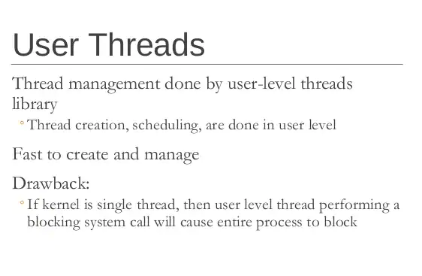 User Threads
Thread management done by user-level threads
library
◦Thread creation, scheduling, are done in user level
Fast to create and manage
Drawback:
◦If kernel is single thread, then user level thread performing a
blocking system call will cause entire process to block